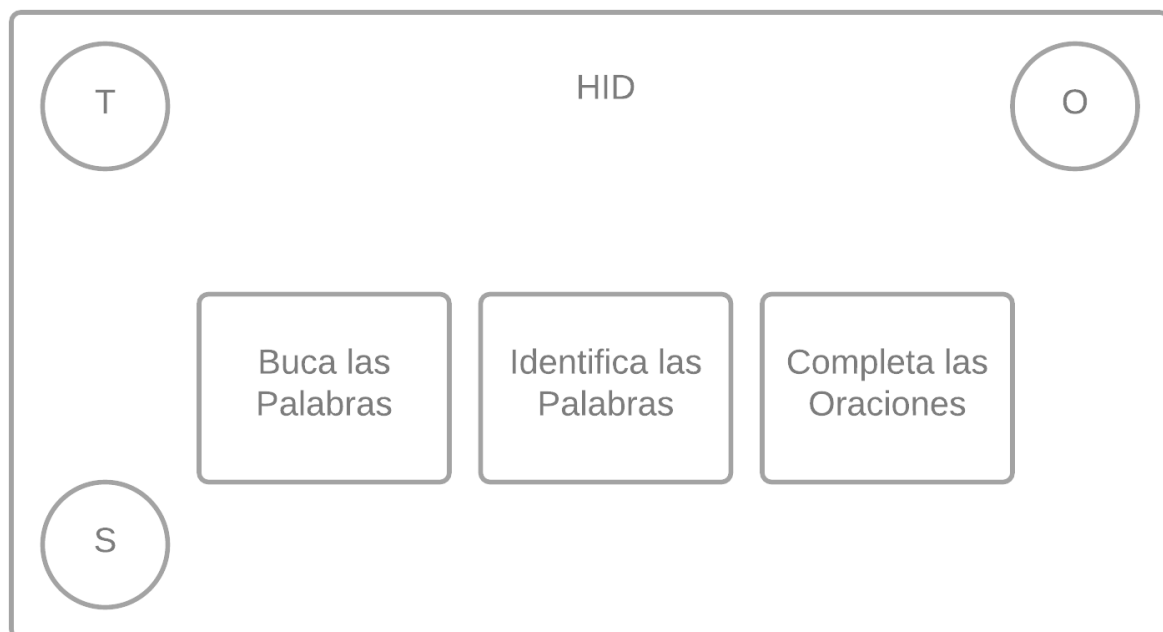 T
HID
O
Buca las
Palabras
Identifica las
Palabras
Completa las
Oraciones
S